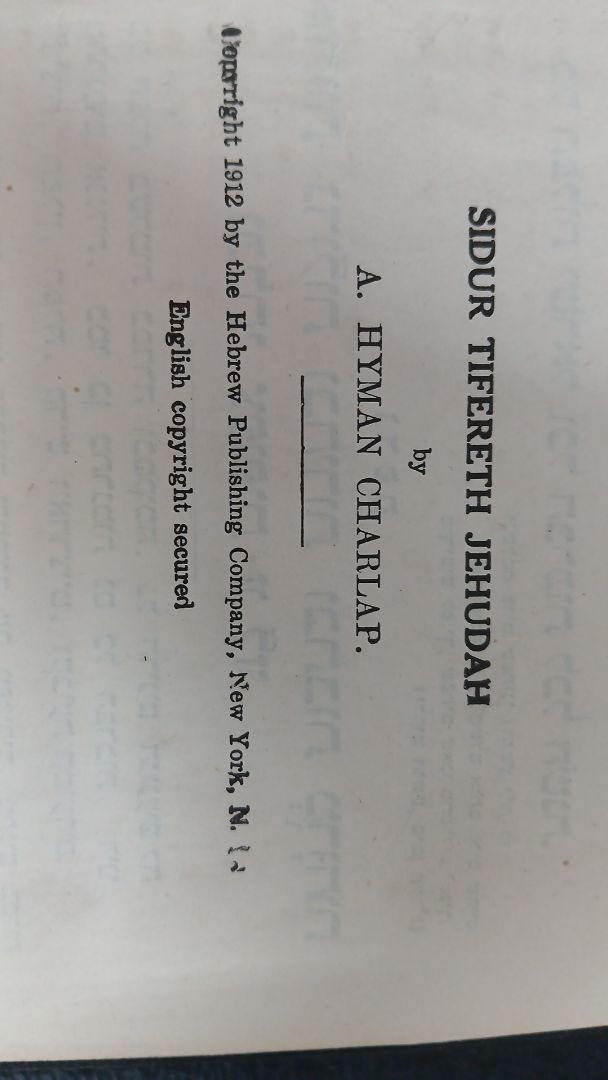 SIDUR TIFERETH JEHUDAH
by
A. HYMAN CHARLAP.
Copyright 1912 by the Hebrew Publishing Company, New York, N.
English copyright secured